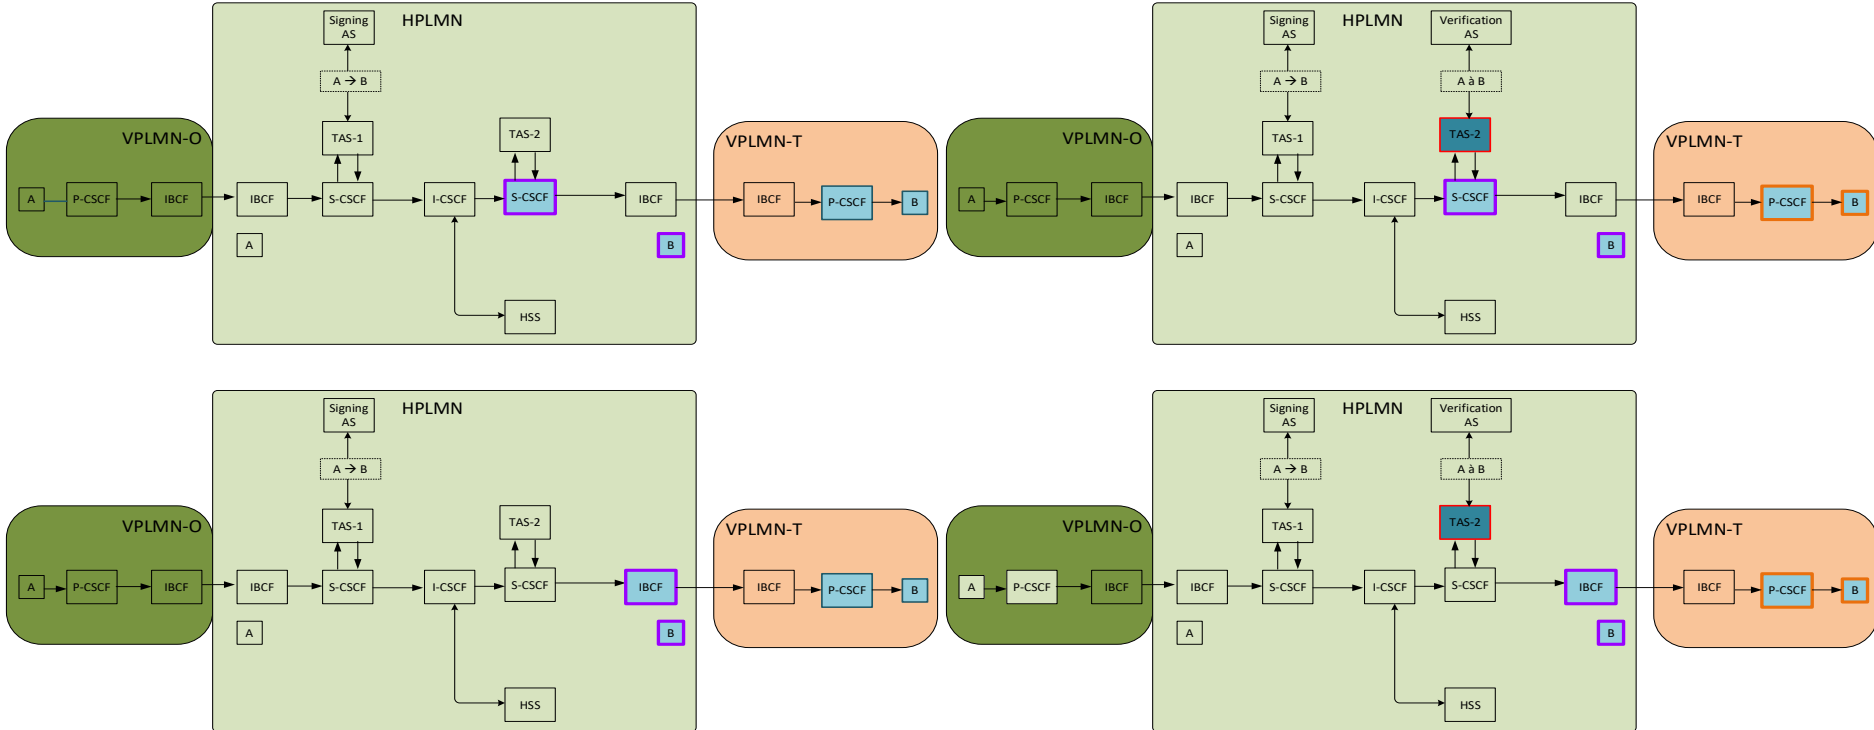 Signing
AS
HPLMN
A → B
VPLMN-O
TAS-1
TAS-2
VPLMN-T
A
P-CSCF
IBCF
IBCF
S-CSCF
I-CSCF
S-CSCF
IBCF
IBCF
P-CSCF
B
A
B
HSS
Signing
AS
HPLMN
Verification
AS
A → B
A à B
VPLMN-O
TAS-1
TAS-2
VPLMN-T
A
P-CSCF
IBCF
IBCF
S-CSCF
I-CSCF
S-CSCF
IBCF
IBCF
P-CSCF
B
A
B
HSS
Signing
AS
HPLMN
A → B
VPLMN-O
TAS-1
TAS-2
VPLMN-T
A
P-CSCF
IBCF
IBCF
S-CSCF
I-CSCF
S-CSCF
IBCF
IBCF
P-CSCF
B
A
B
HSS
Signing
AS
HPLMN
Verification
AS
A → B
A à B
VPLMN-O
TAS-1
TAS-2
VPLMN-T
A
P-CSCF
IBCF
IBCF
S-CSCF
I-CSCF
S-CSCF
IBCF
IBCF
P-CSCF
B
A
B
HSS